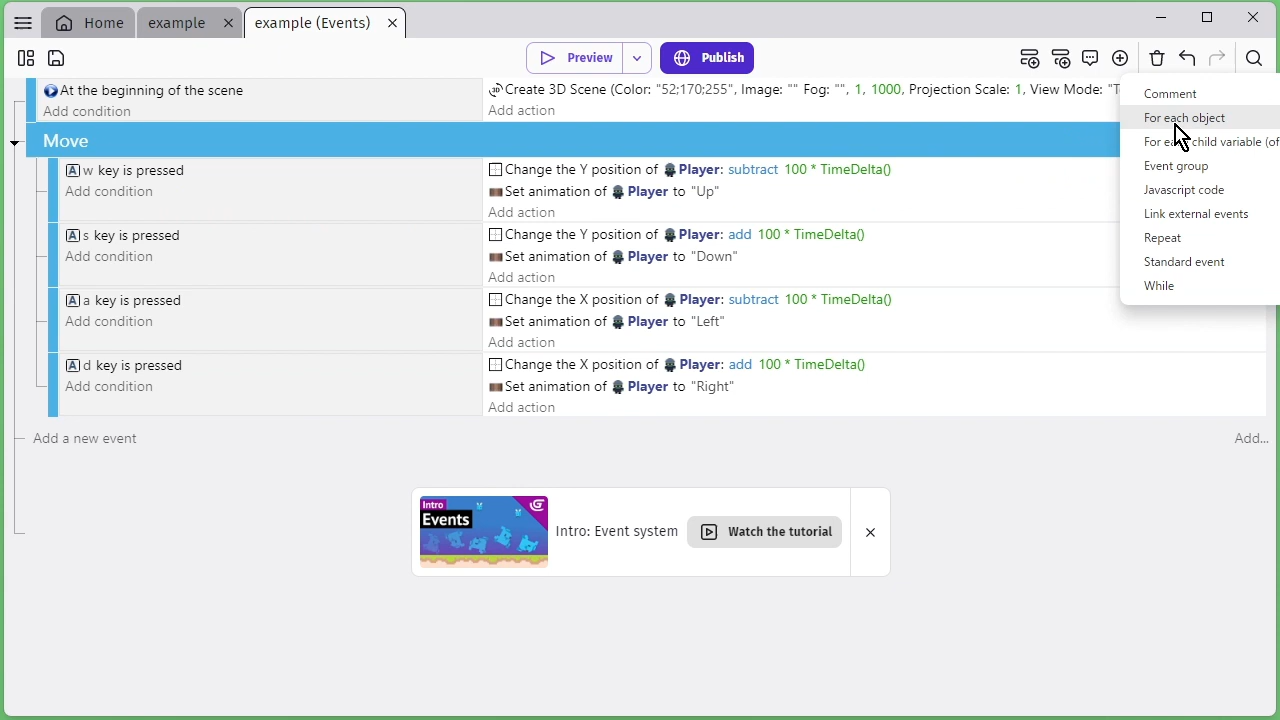 Home
example
example (Events)
Preview
Publish
At the beginning of the scene
Add condition
Create 3D Scene (Color: "52;170;255", Image: "" Fog: "", 1, 1000, Projection Scale: 1, View Mode: "T
Add action
Comment
For each object
child variable (of
Event group
Javascript code
Link external events
Repeat
Standard event
While
Move
w key is pressed
Add condition
Change the Y position of Player: subtract 100 * TimeDelta()
Set animation of Player to "Up"
Add action
s key is pressed
Add condition
Change the Y position of Player: add 100 * TimeDelta()
Set animation of Player to "Down"
Add action
a key is pressed
Add condition
Change the X position of Player: subtract 100 * TimeDelta()
Set animation of Player to "Left"
Add action
d key is pressed
Add condition
Change the X position of Player: add 100 * TimeDelta()
Set animation of Player to "Right"
Add action
Add a new event
Add...
Intro
Events
Intro: Event system
Watch the tutorial